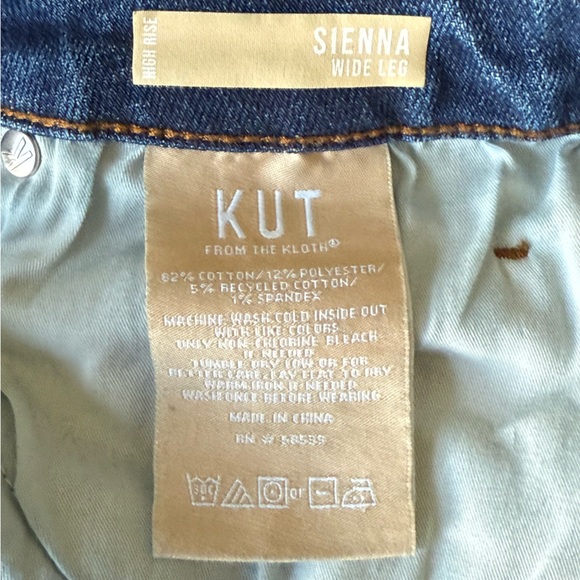 HIGH RISE
SIENNA
WIDE LEG
KUT
FROM THE KLOTH®
82% COTTON/12% POLYESTER/
5% RECYCLED COTTON/
1% SPANDEX
MACHINE WASH COLD INSIDE OUT
WITH LIKE COLORS
ONLY NON-CHLORINE BLEACH
IF NEEDED
TUMBLE DRY LOW OR FOR
BETTER CARE, LAY FLAT TO DRY
WARM IRON IF NEEDED
WASH ONCE BEFORE WEARING
MADE IN CHINA
RN # 58539
30C
or